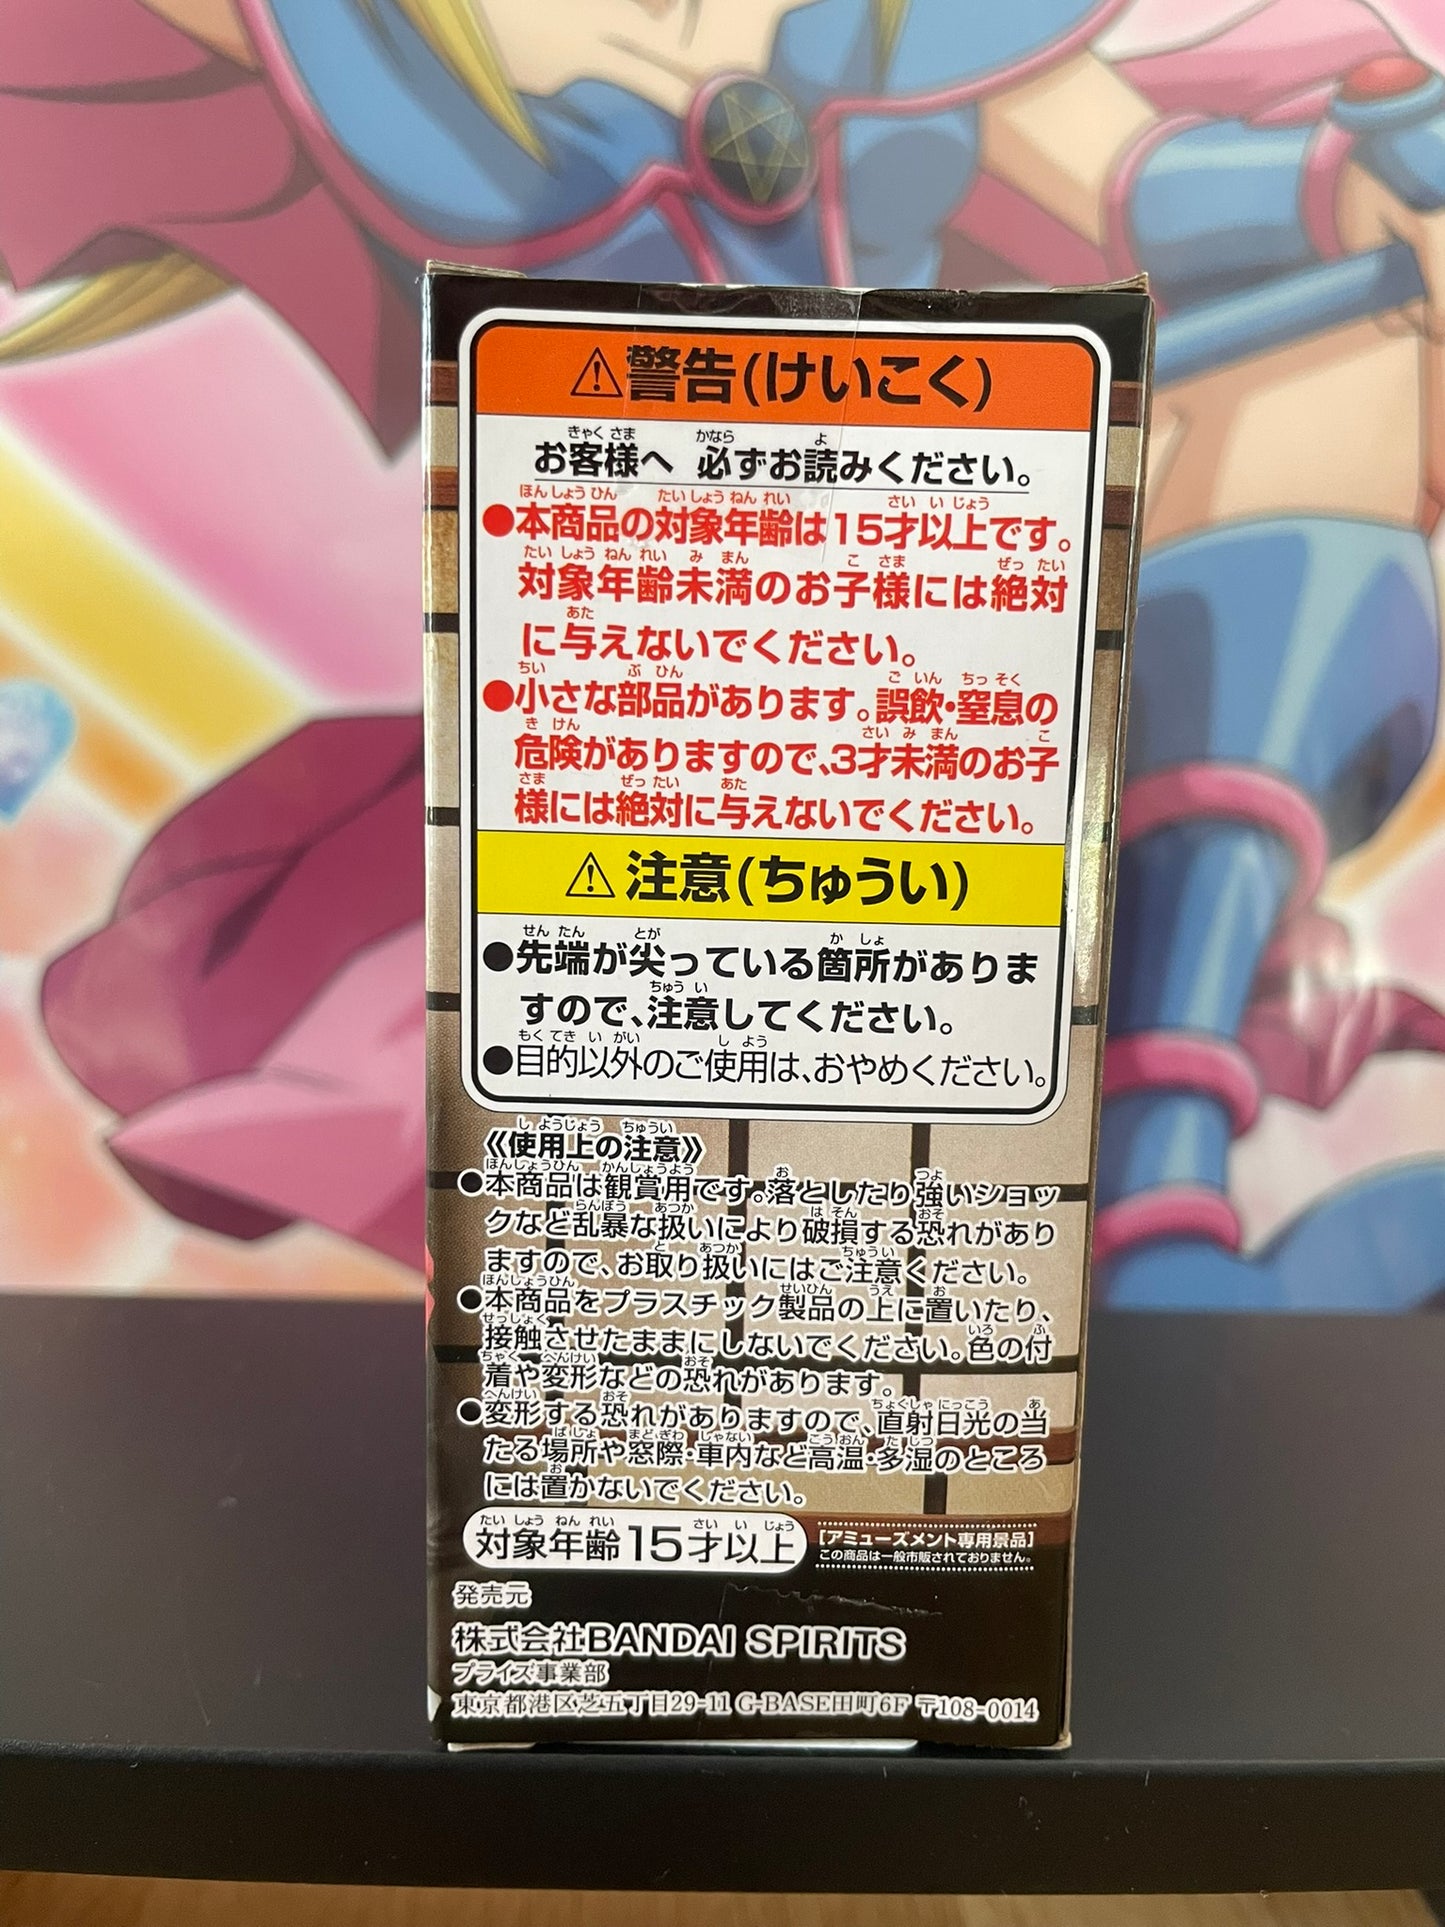 ⚠警告(けいこく)
お客様へ 必ずお読みください。
●本商品の対象年齢は15才以上です。
対象年齢未満のお子様には絶対
に与えないでください。
●小さな部品があります。誤飲・窒息の
危険がありますので、3才未満のお子
様には絶対に与えないでください。
⚠注意(ちゅうい)
●先端が尖っている箇所がありま
すので、注意してください。
●目的以外のご使用は、おやめください。
《使用上の注意》
●本商品は観賞用です。落としたり強いショッ
クなど乱暴な扱いにより破損する恐れがあり
ますので、お取り扱いにはご注意ください。
●本商品をプラスチック製品の上に置いたり、
接触させたままにしないでください。色の付
着や変形などの恐れがあります。
●変形する恐れがありますので、直射日光の当
たる場所や窓際・車内など高温・多湿のところ
には置かないでください。
対象年齢15才以上
[アミューズメント専用景品]
この商品は一般市販されておりません。
発売元
株式会社BANDAI SPIRITS
プライズ事業部
東京都港区芝五丁目29-11 G-BASE田町6F 〒108-0014